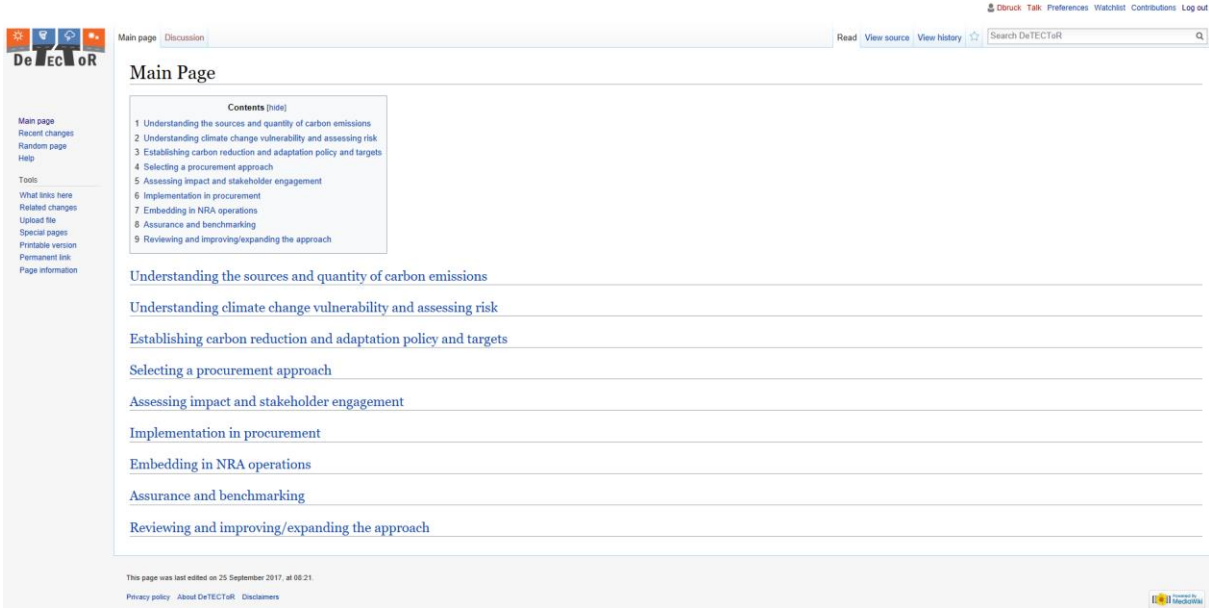 Dbruck Talk Preferences Watchlist Contributions Log out
DeTECToR
Main page Discussion
Read View source View history Search DeTECToR
Main Page
Main page
Recent changes
Random page
Help
Tools
What links here
Related changes
Upload file
Special pages
Printable version
Permanent link
Page information
Contents [hide]
1 Understanding the sources and quantity of carbon emissions
2 Understanding climate change vulnerability and assessing risk
3 Establishing carbon reduction and adaptation policy and targets
4 Selecting a procurement approach
5 Assessing impact and stakeholder engagement
6 Implementation in procurement
7 Embedding in NRA operations
8 Assurance and benchmarking
9 Reviewing and improving/expanding the approach
Understanding the sources and quantity of carbon emissions
Understanding climate change vulnerability and assessing risk
Establishing carbon reduction and adaptation policy and targets
Selecting a procurement approach
Assessing impact and stakeholder engagement
Implementation in procurement
Embedding in NRA operations
Assurance and benchmarking
Reviewing and improving/expanding the approach
This page was last edited on 25 September 2017, at 08:21.
Privacy policy About DeTECToR Disclaimers
Powered By
MediaWiki